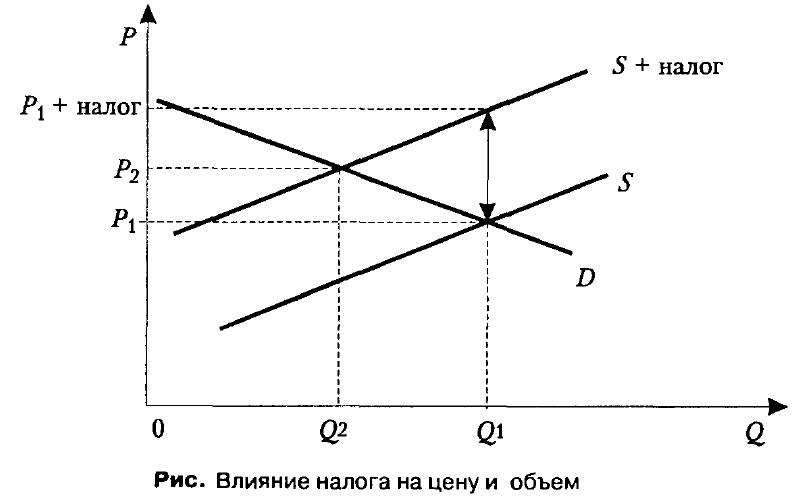 P
S + налог
P₁ + налог
P₂
S
P₁
D
0
Q2
Q1
Q
Рис. Влияние налога на цену и объем